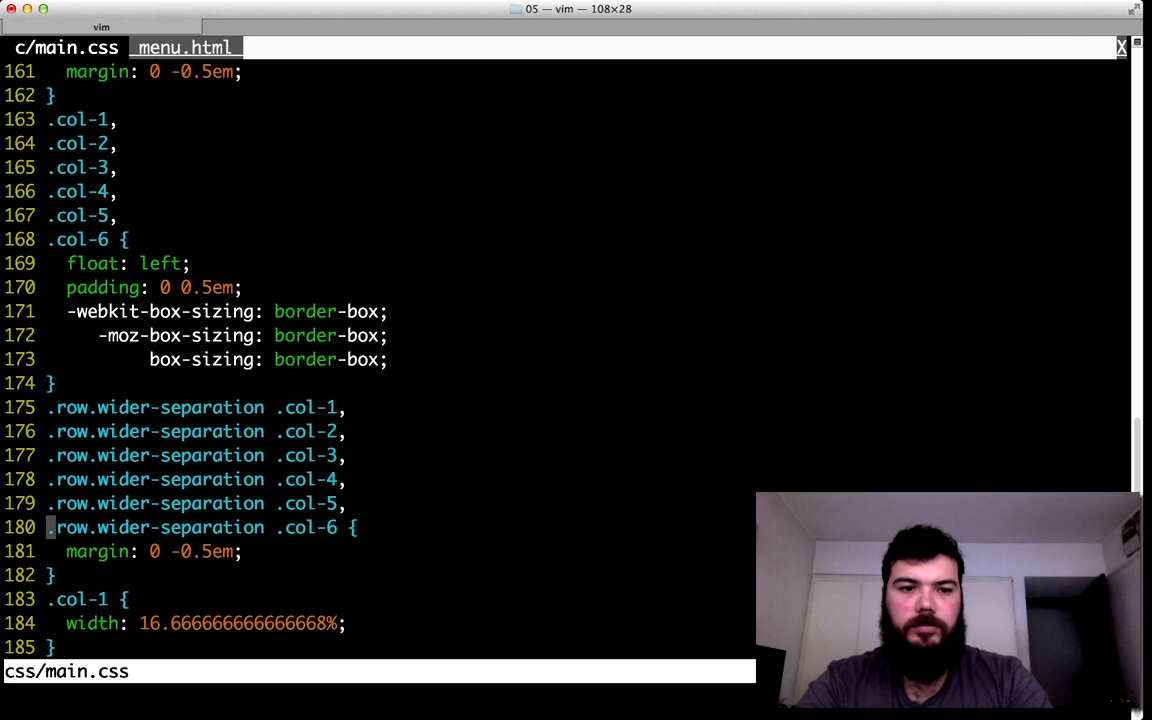 05 — vim — 108×28
vim
c/main.css menu.html X
161 margin: 0 -0.5em;
162 }
163 .col-1,
164 .col-2,
165 .col-3,
166 .col-4,
167 .col-5,
168 .col-6 {
169 float: left;
170 padding: 0 0.5em;
171 -webkit-box-sizing: border-box;
172 -moz-box-sizing: border-box;
173 box-sizing: border-box;
174 }
175 .row.wider-separation .col-1,
176 .row.wider-separation .col-2,
177 .row.wider-separation .col-3,
178 .row.wider-separation .col-4,
179 .row.wider-separation .col-5,
180 .row.wider-separation .col-6 {
181 margin: 0 -0.5em;
182 }
183 .col-1 {
184 width: 16.666666666666668%;
185 }
css/main.css